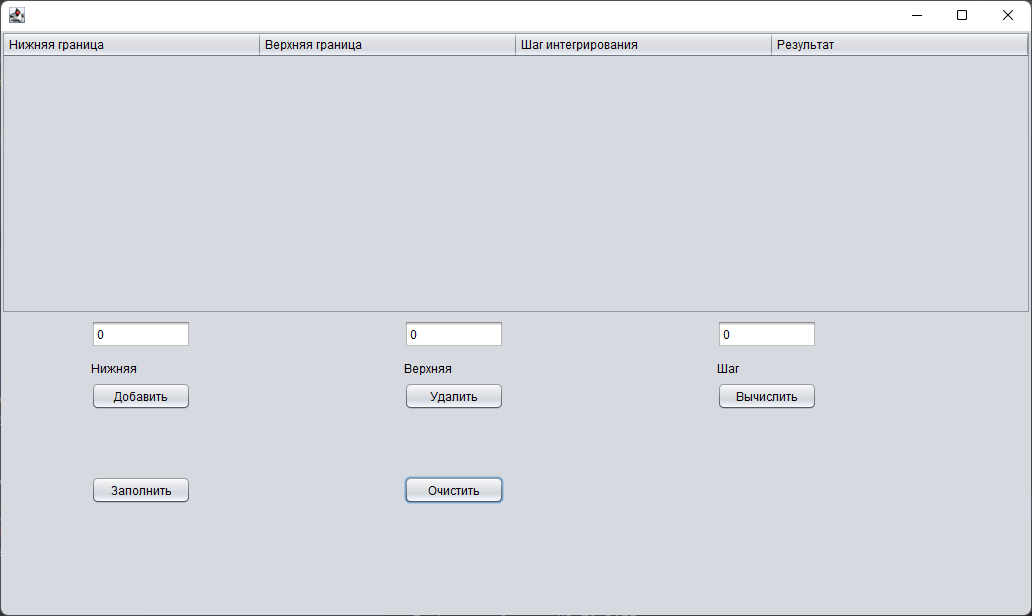 Нижняя граница Верхняя граница Шаг интегрирования Результат
0 0 0
Нижняя Верхняя Шаг
Добавить Удалить Вычислить
Заполнить Очистить